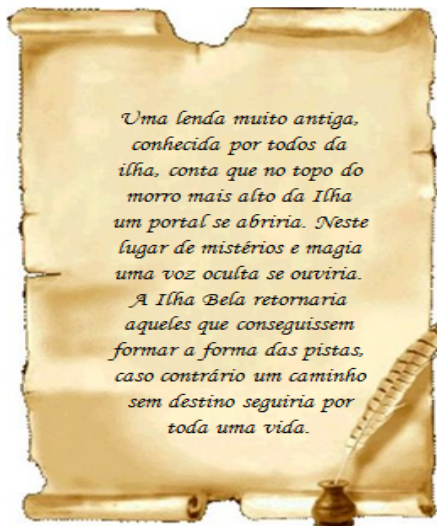 Uma lenda muito antiga,
conhecida por todos da
ilha, conta que no topo do
morro mais alto da Ilha
um portal se abriria. Neste
lugar de mistérios e magia
uma voz oculta se ouviria.
A Ilha Bela retornaria
aqueles que conseguissem
formar a forma das pistas,
caso contrário um caminho
sem destino seguiria por
toda uma vida.